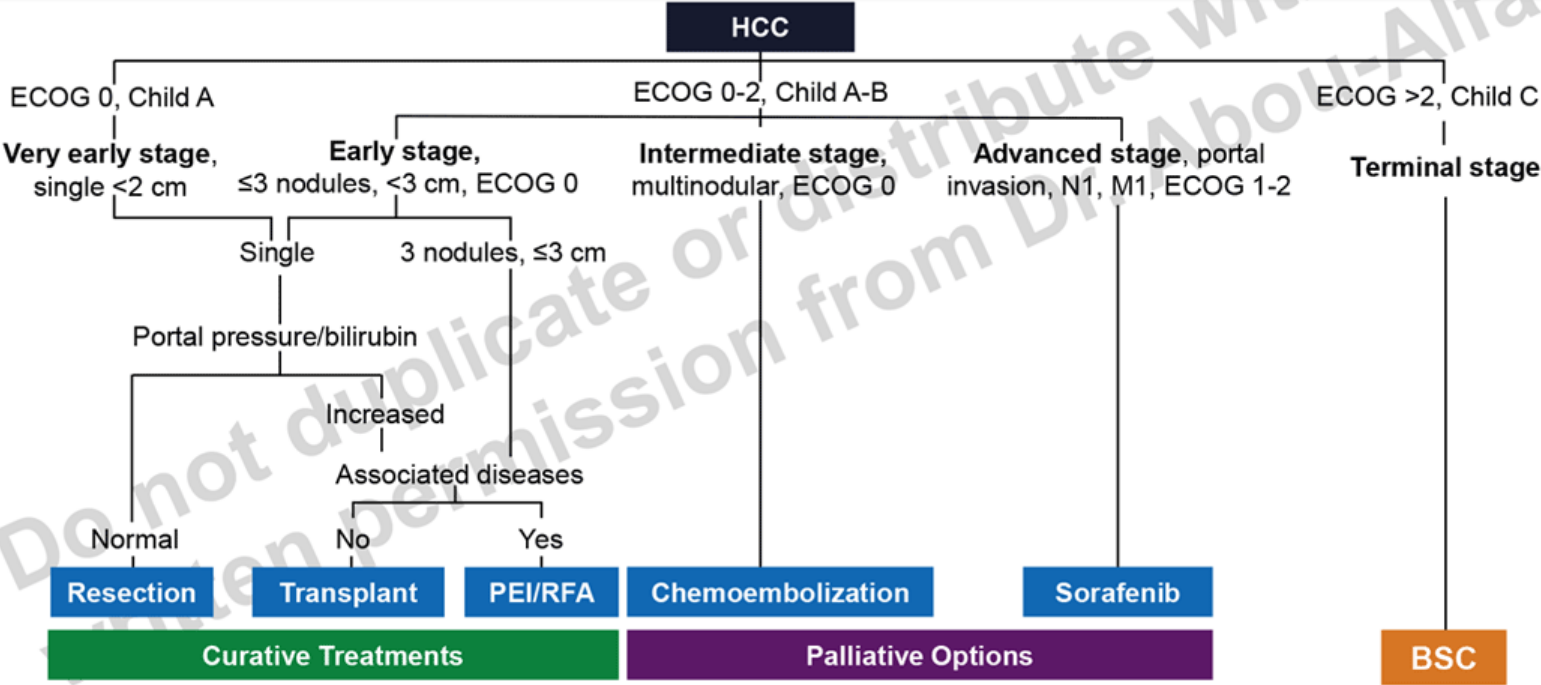 HCC
ECOG 0, Child A
ECOG 0-2, Child A-B
ECOG >2, Child C
Very early stage,
single <2 cm
Early stage,
≤3 nodules, <3 cm, ECOG 0
Intermediate stage,
multinodular, ECOG 0
Advanced stage, portal
invasion, N1, M1, ECOG 1-2
Terminal stage
Single
3 nodules, ≤3 cm
Portal pressure/bilirubin
Increased
Associated diseases
Normal
No
Yes
Resection
Transplant
PEI/RFA
Chemoembolization
Sorafenib
Curative Treatments
Palliative Options
BSC
Do not duplicate or distribute
written permission from Dr. Abou-Alfa